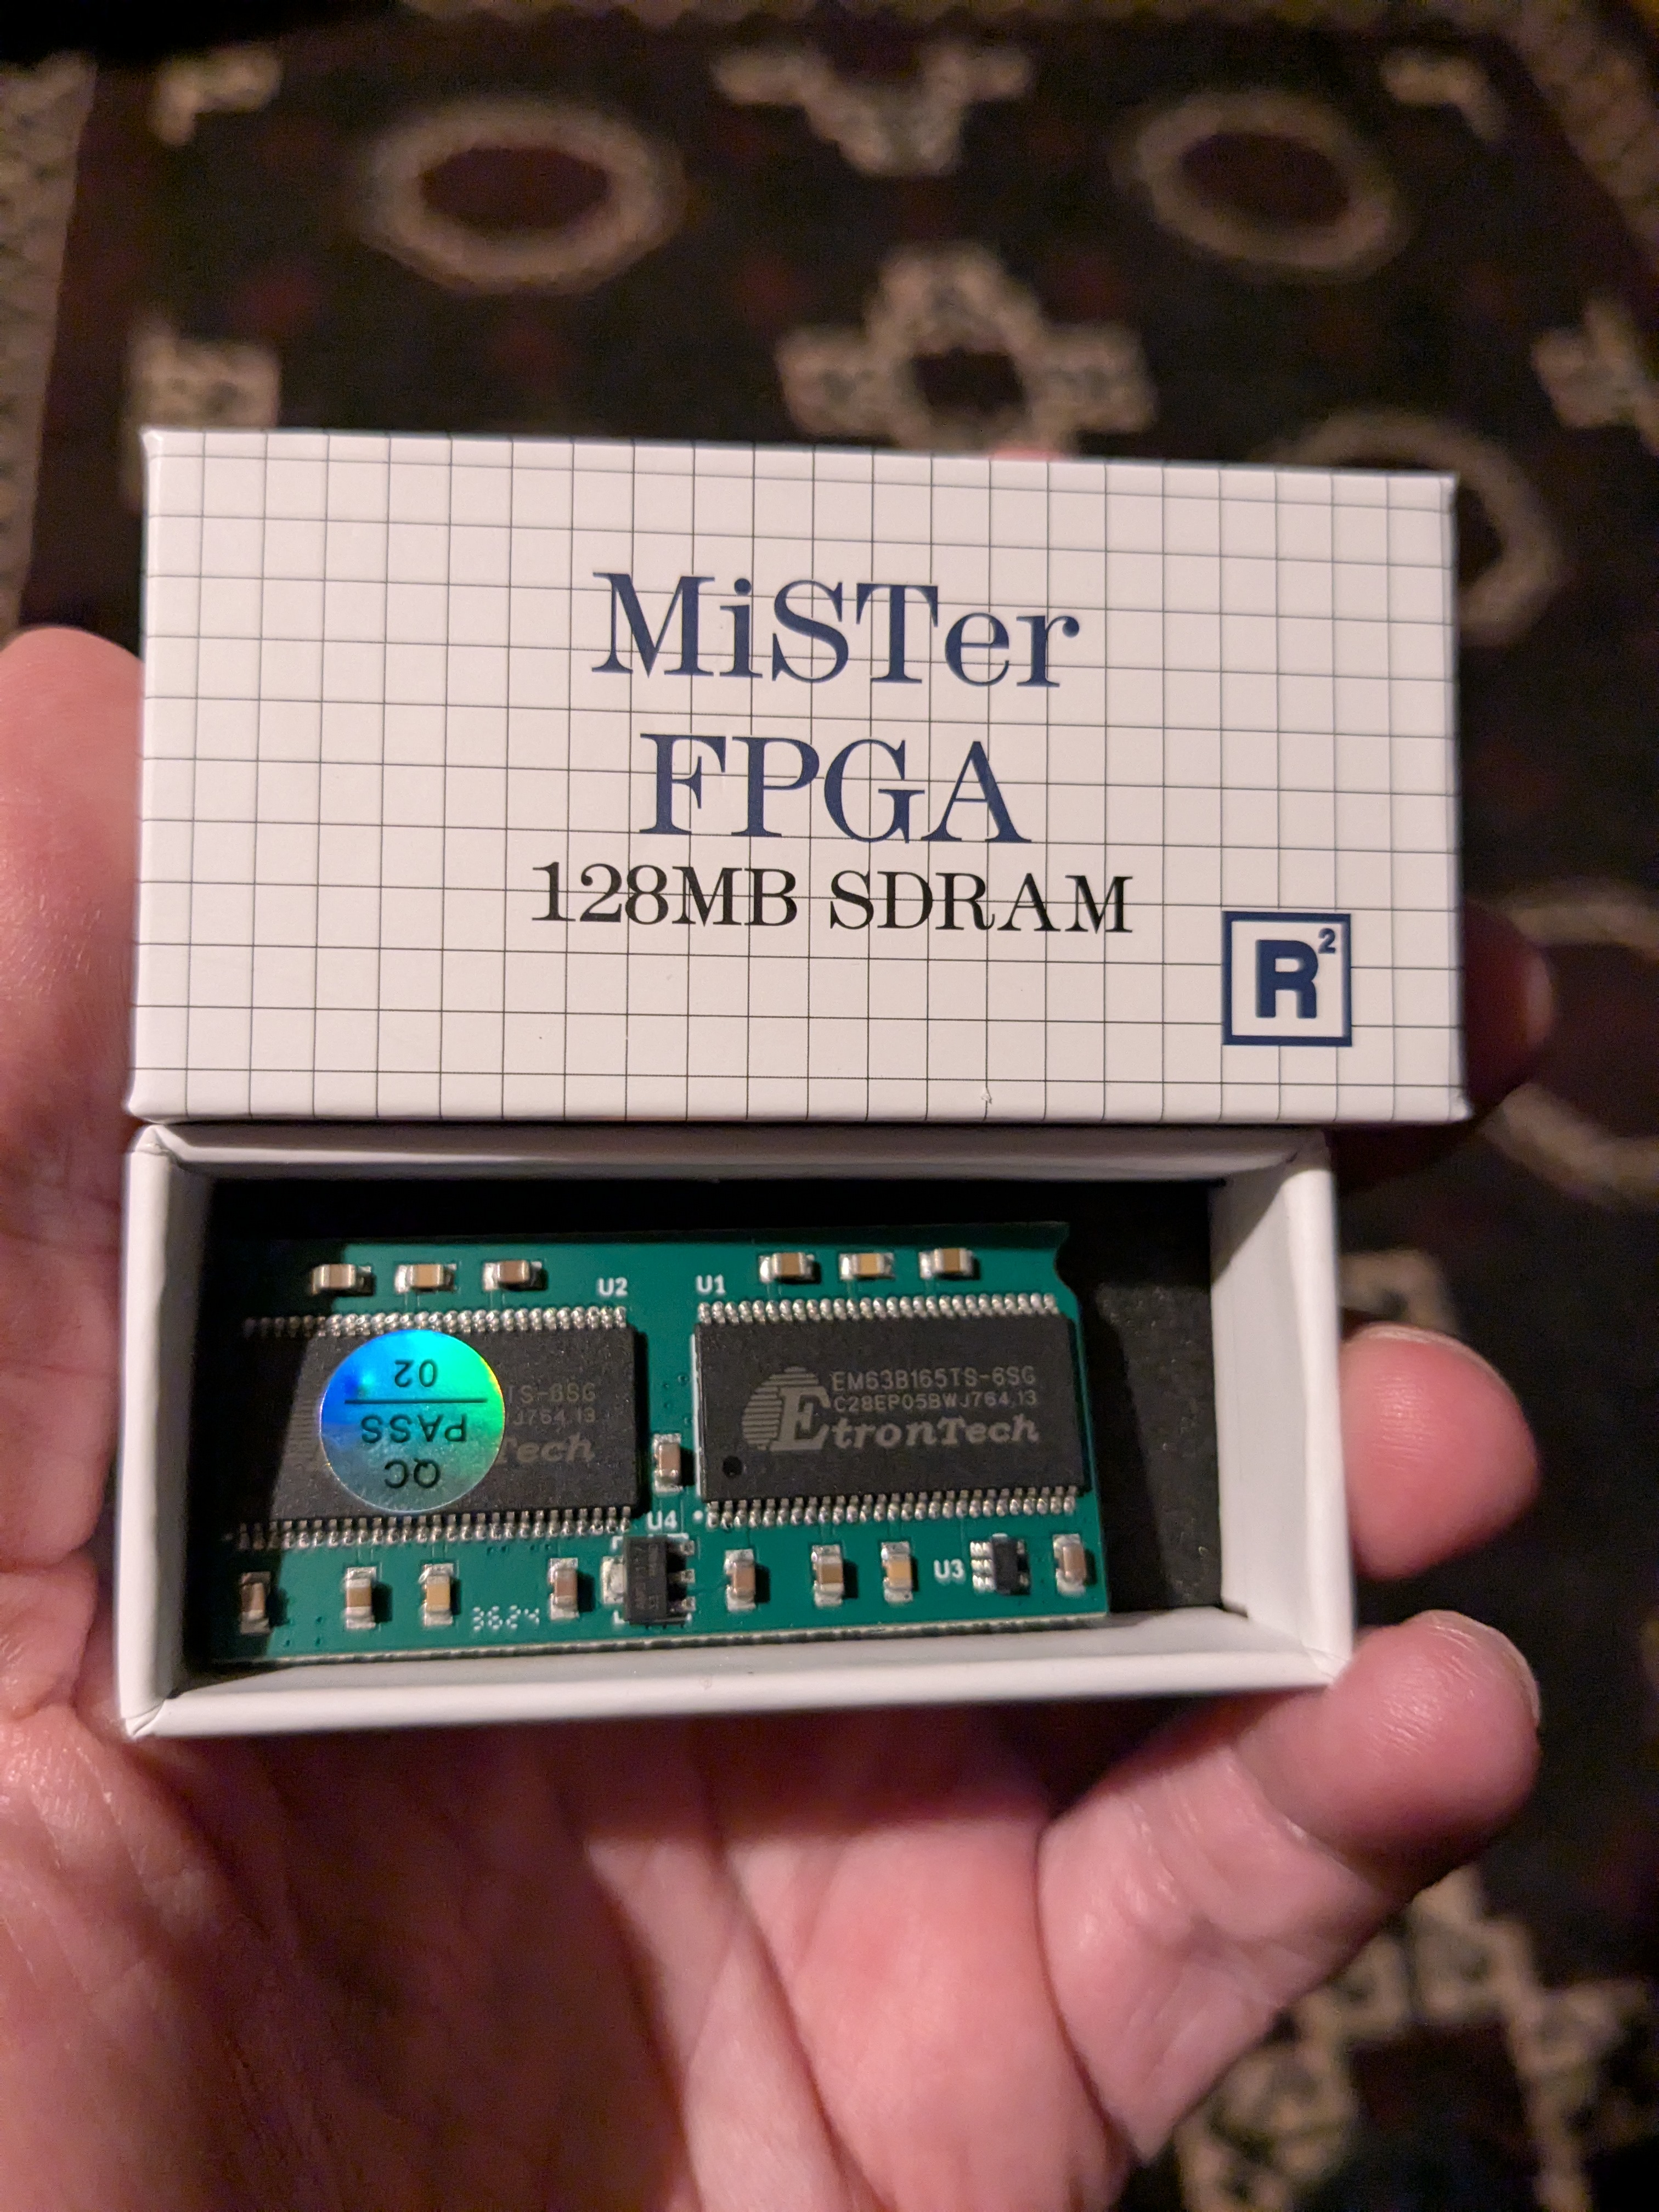 MiSTer
FPGA
128MB SDRAM
R²
U2
U1
02
PASS
QC
TS-6SG
J764.13
Tech
EM63B165TS-6SG
C28EP05BWJ764.13
EtronTech
U4
U3
3624